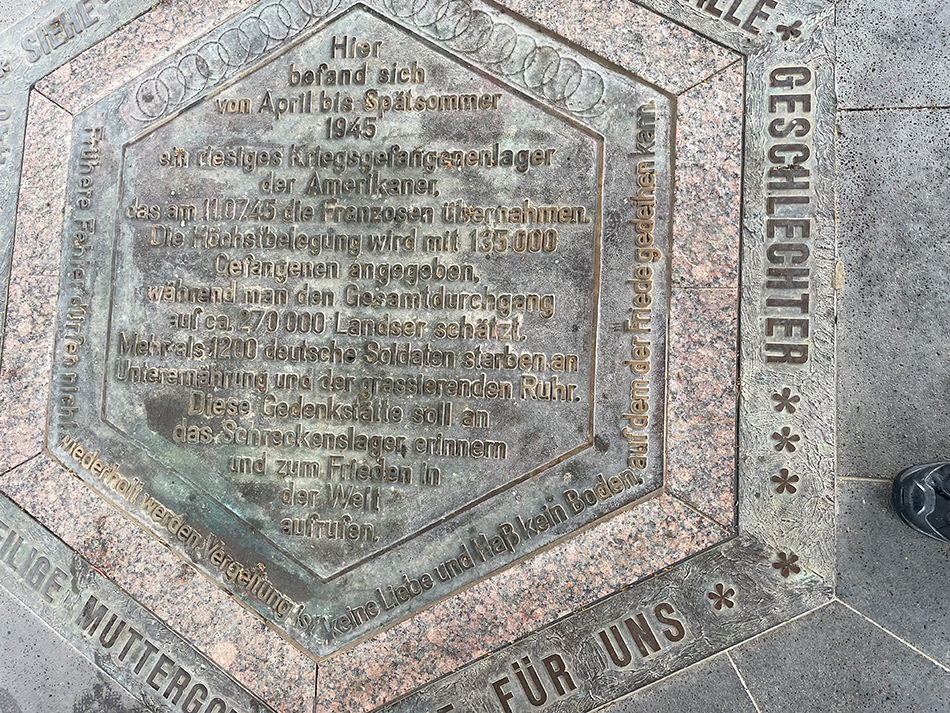 Hier
befand sich
von April bis Spätsommer
1945
ein riesiges Kriegsgefangenenlager
der Amerikaner,
das am 11.07.45 die Franzosen übernahmen.
Die Höchstbelegung wird mit 135.000
Gefangenen angegeben,
während man den Gesamtdurchgang
auf ca. 270 000 Landser schätzt.
Mehr als 1200 deutsche Soldaten starben an
Unterernährung und der grassierenden Ruhr.
Diese Gedenkstätte soll an
das Schreckenslager, erinnern
und zum Frieden in
der Welt
aufrufen.
Frühere Fehler dürfen nicht
wiederholt werden. Vergeltung
ist keine Liebe und Haß kein Boden,
auf dem der Friede gedeihen kann.
SIEHE
GESCHLECHTER
MUTTERGO
FÜR UNS